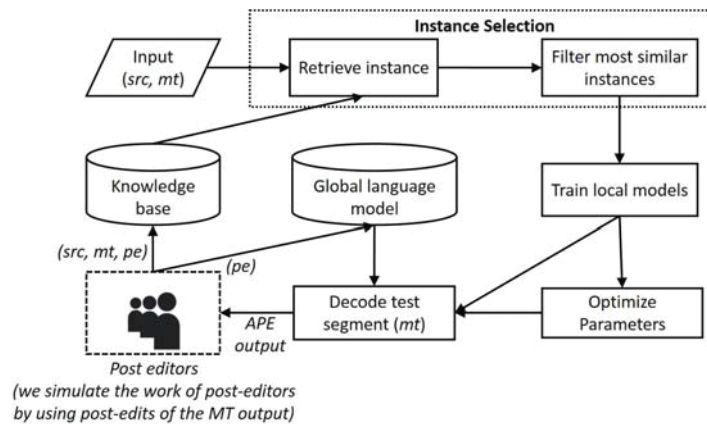 Instance Selection
Input
(src, mt)
Retrieve instance
Filter most similar
instances
Knowledge
base
Global language
model
Train local models
(src, mt, pe)
(pe)
Decode test
segment (mt)
Optimize
Parameters
APE
output
Post editors
(we simulate the work of post-editors
by using post-edits of the MT output)